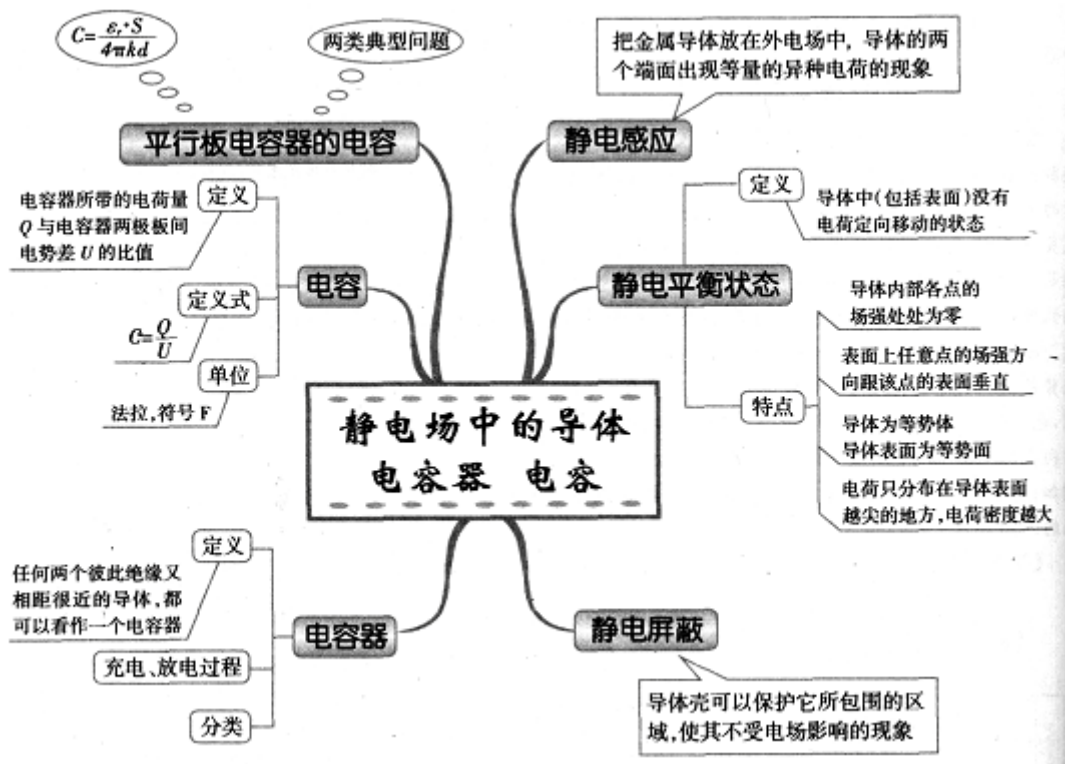 C=εr·S/4πkd
两类典型问题
平行板电容器的电容
电容器所带的电荷量
Q与电容器两极板间
电势差U的比值
定义
电容
定义式
C=Q/U
单位
法拉,符号F
把金属导体放在外电场中, 导体的两
个端面出现等量的异种电荷的现象
静电感应
定义
导体中(包括表面)没有
电荷定向移动的状态
静电平衡状态
导体内部各点的
场强处处为零
表面上任意点的场强方
向跟该点的表面垂直
特点
导体为等势体
导体表面为等势面
电荷只分布在导体表面
越尖的地方,电荷密度越大
静电场中的导体
电容器 电容
定义
任何两个彼此绝缘又
相距很近的导体,都
可以看作一个电容器
电容器
充电、放电过程
分类
静电屏蔽
导体壳可以保护它所包围的区
域,使其不受电场影响的现象